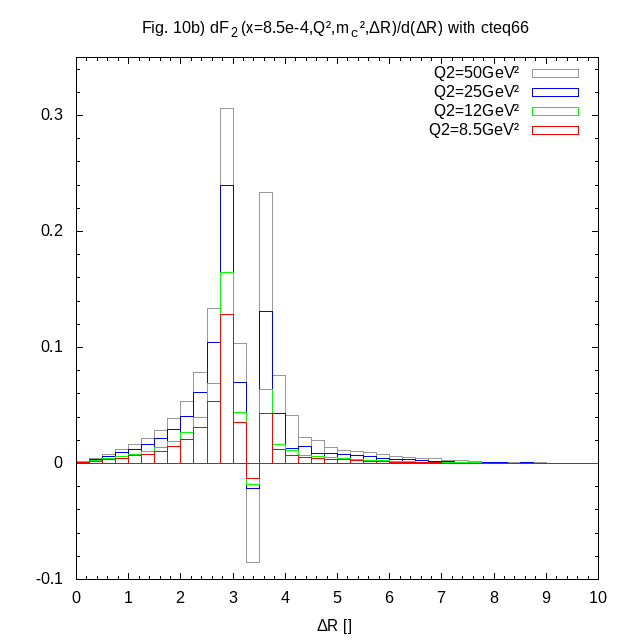 Fig. 10b) dF₂(x=8.5e-4,Q²,m꜀²,ΔR)/d(ΔR) with cteq66
Q2=50GeV²
Q2=25GeV²
Q2=12GeV²
Q2=8.5GeV²
0.3
0.2
0.1
0
-0.1
0 1 2 3 4 5 6 7 8 9 10
ΔR []